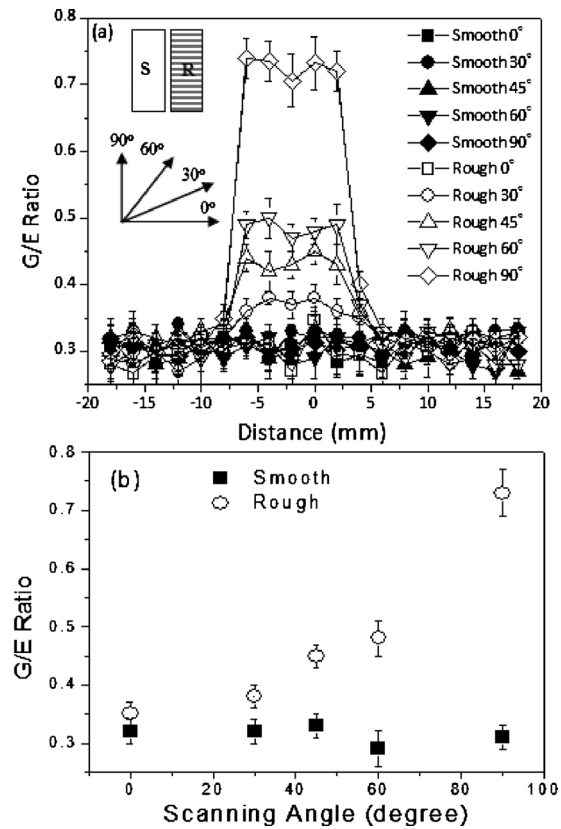 (a)
S R
90° 60° 30° 0°
Smooth 0°
Smooth 30°
Smooth 45°
Smooth 60°
Smooth 90°
Rough 0°
Rough 30°
Rough 45°
Rough 60°
Rough 90°
G/E Ratio
0.8
0.7
0.6
0.5
0.4
0.3
-20 -15 -10 -5 0 5 10 15 20
Distance (mm)
(b)
Smooth
Rough
G/E Ratio
0.8
0.7
0.6
0.5
0.4
0.3
0 20 40 60 80 100
Scanning Angle (degree)